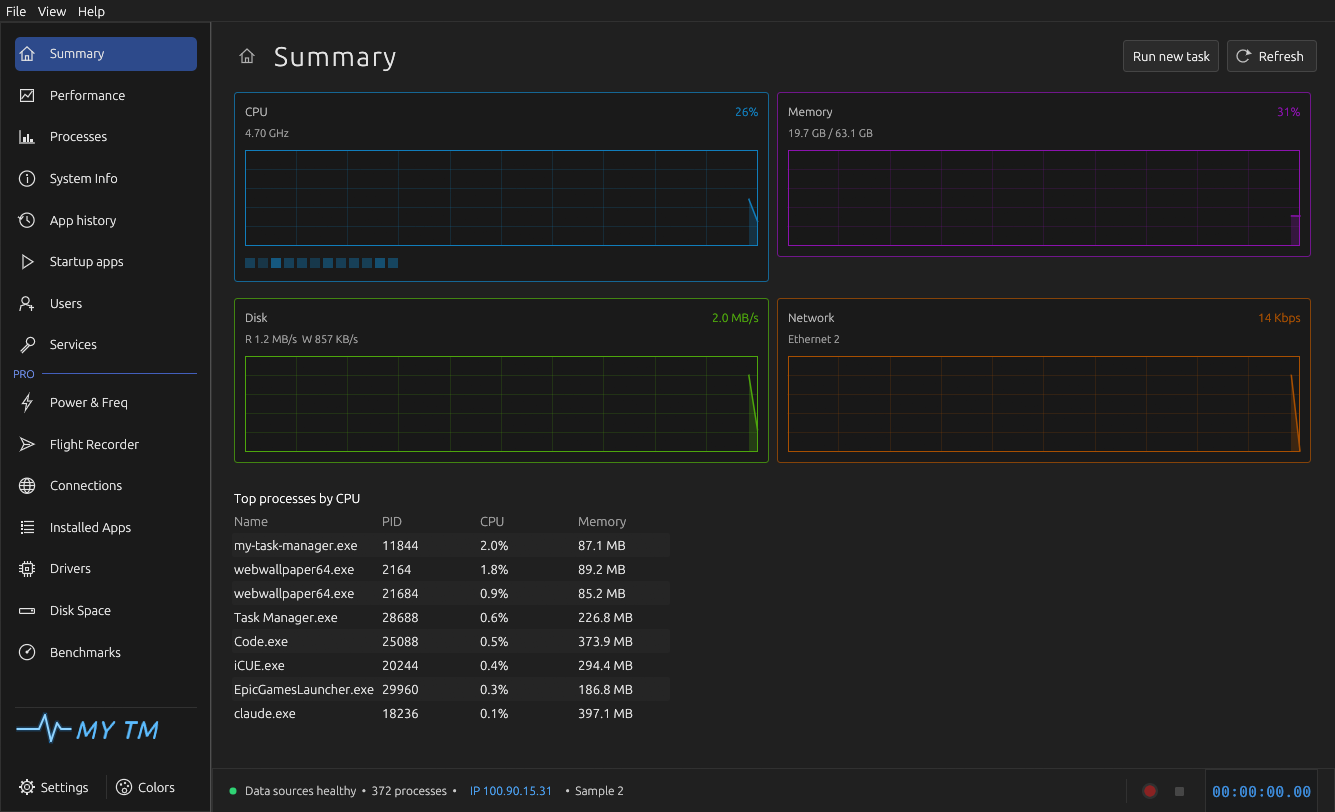 File View Help
Summary
Performance
Processes
System Info
App history
Startup apps
Users
Services
PRO
Power & Freq
Flight Recorder
Connections
Installed Apps
Drivers
Disk Space
Benchmarks
MY TM
Settings Colors
Summary
Run new task Refresh
CPU 26%
4.70 GHz
Memory 31%
19.7 GB / 63.1 GB
Disk 2.0 MB/s
R 1.2 MB/s W 857 KB/s
Network 14 Kbps
Ethernet 2
Top processes by CPU
Name PID CPU Memory
my-task-manager.exe 11844 2.0% 87.1 MB
webwallpaper64.exe 2164 1.8% 89.2 MB
webwallpaper64.exe 21684 0.9% 85.2 MB
Task Manager.exe 28688 0.6% 226.8 MB
Code.exe 25088 0.5% 373.9 MB
iCUE.exe 20244 0.4% 294.4 MB
EpicGamesLauncher.exe 29960 0.3% 186.8 MB
claude.exe 18236 0.1% 397.1 MB
Data sources healthy • 372 processes • IP 100.90.15.31 • Sample 2
00:00:00.00